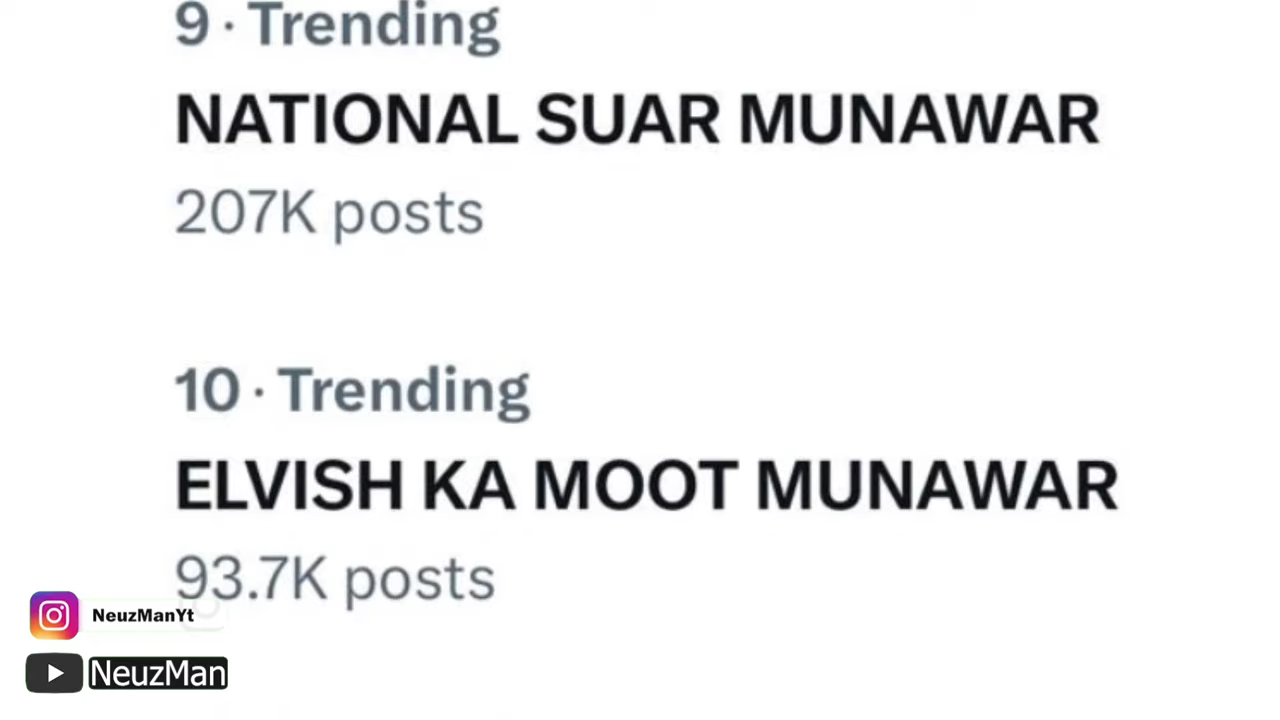 9 · Trending
NATIONAL SUAR MUNAWAR
207K posts
10 · Trending
ELVISH KA MOOT MUNAWAR
93.7K posts
NeuzManYt
NeuzMan